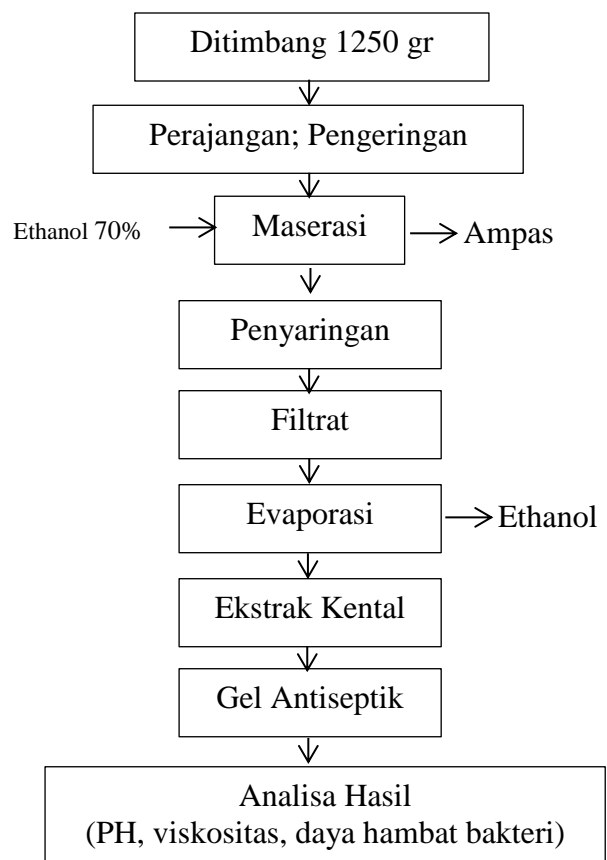 Ditimbang 1250 gr
Perajangan; Pengeringan
Ethanol 70%
Maserasi
Ampas
Penyaringan
Filtrat
Evaporasi
Ethanol
Ekstrak Kental
Gel Antiseptik
Analisa Hasil
(PH, viskositas, daya hambat bakteri)